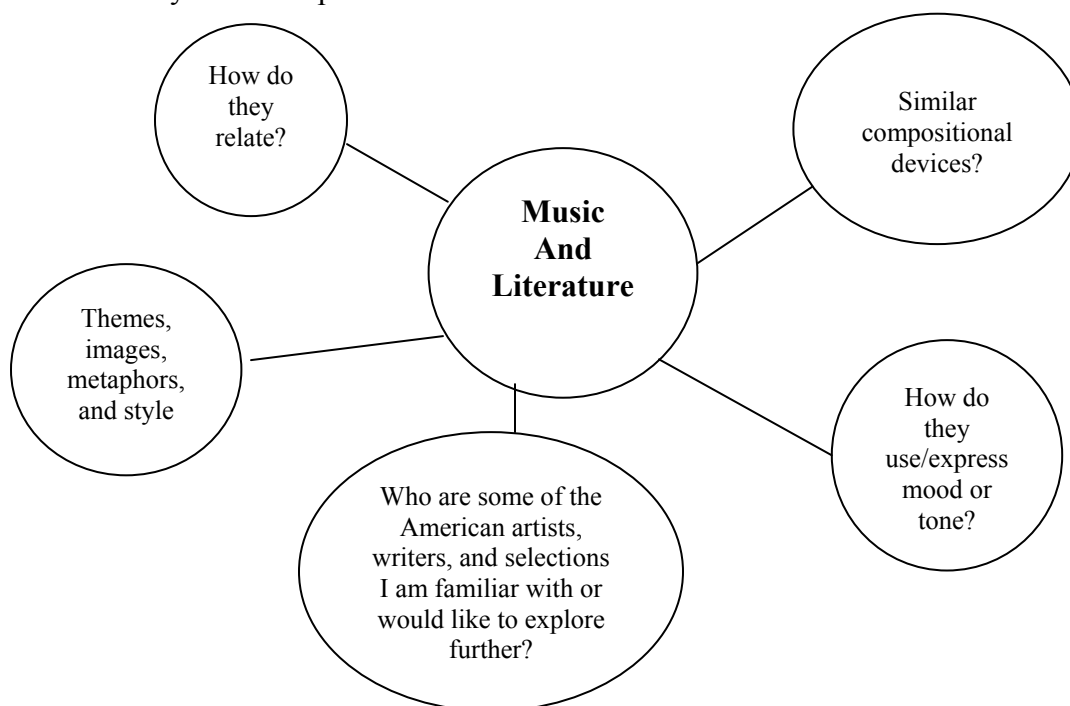 How do
they
relate?
Similar
compositional
devices?
Music
And
Literature
Themes,
images,
metaphors,
and style
How do
they
use/express
mood or
tone?
Who are some of the
American artists,
writers, and selections
I am familiar with or
would like to explore
further?